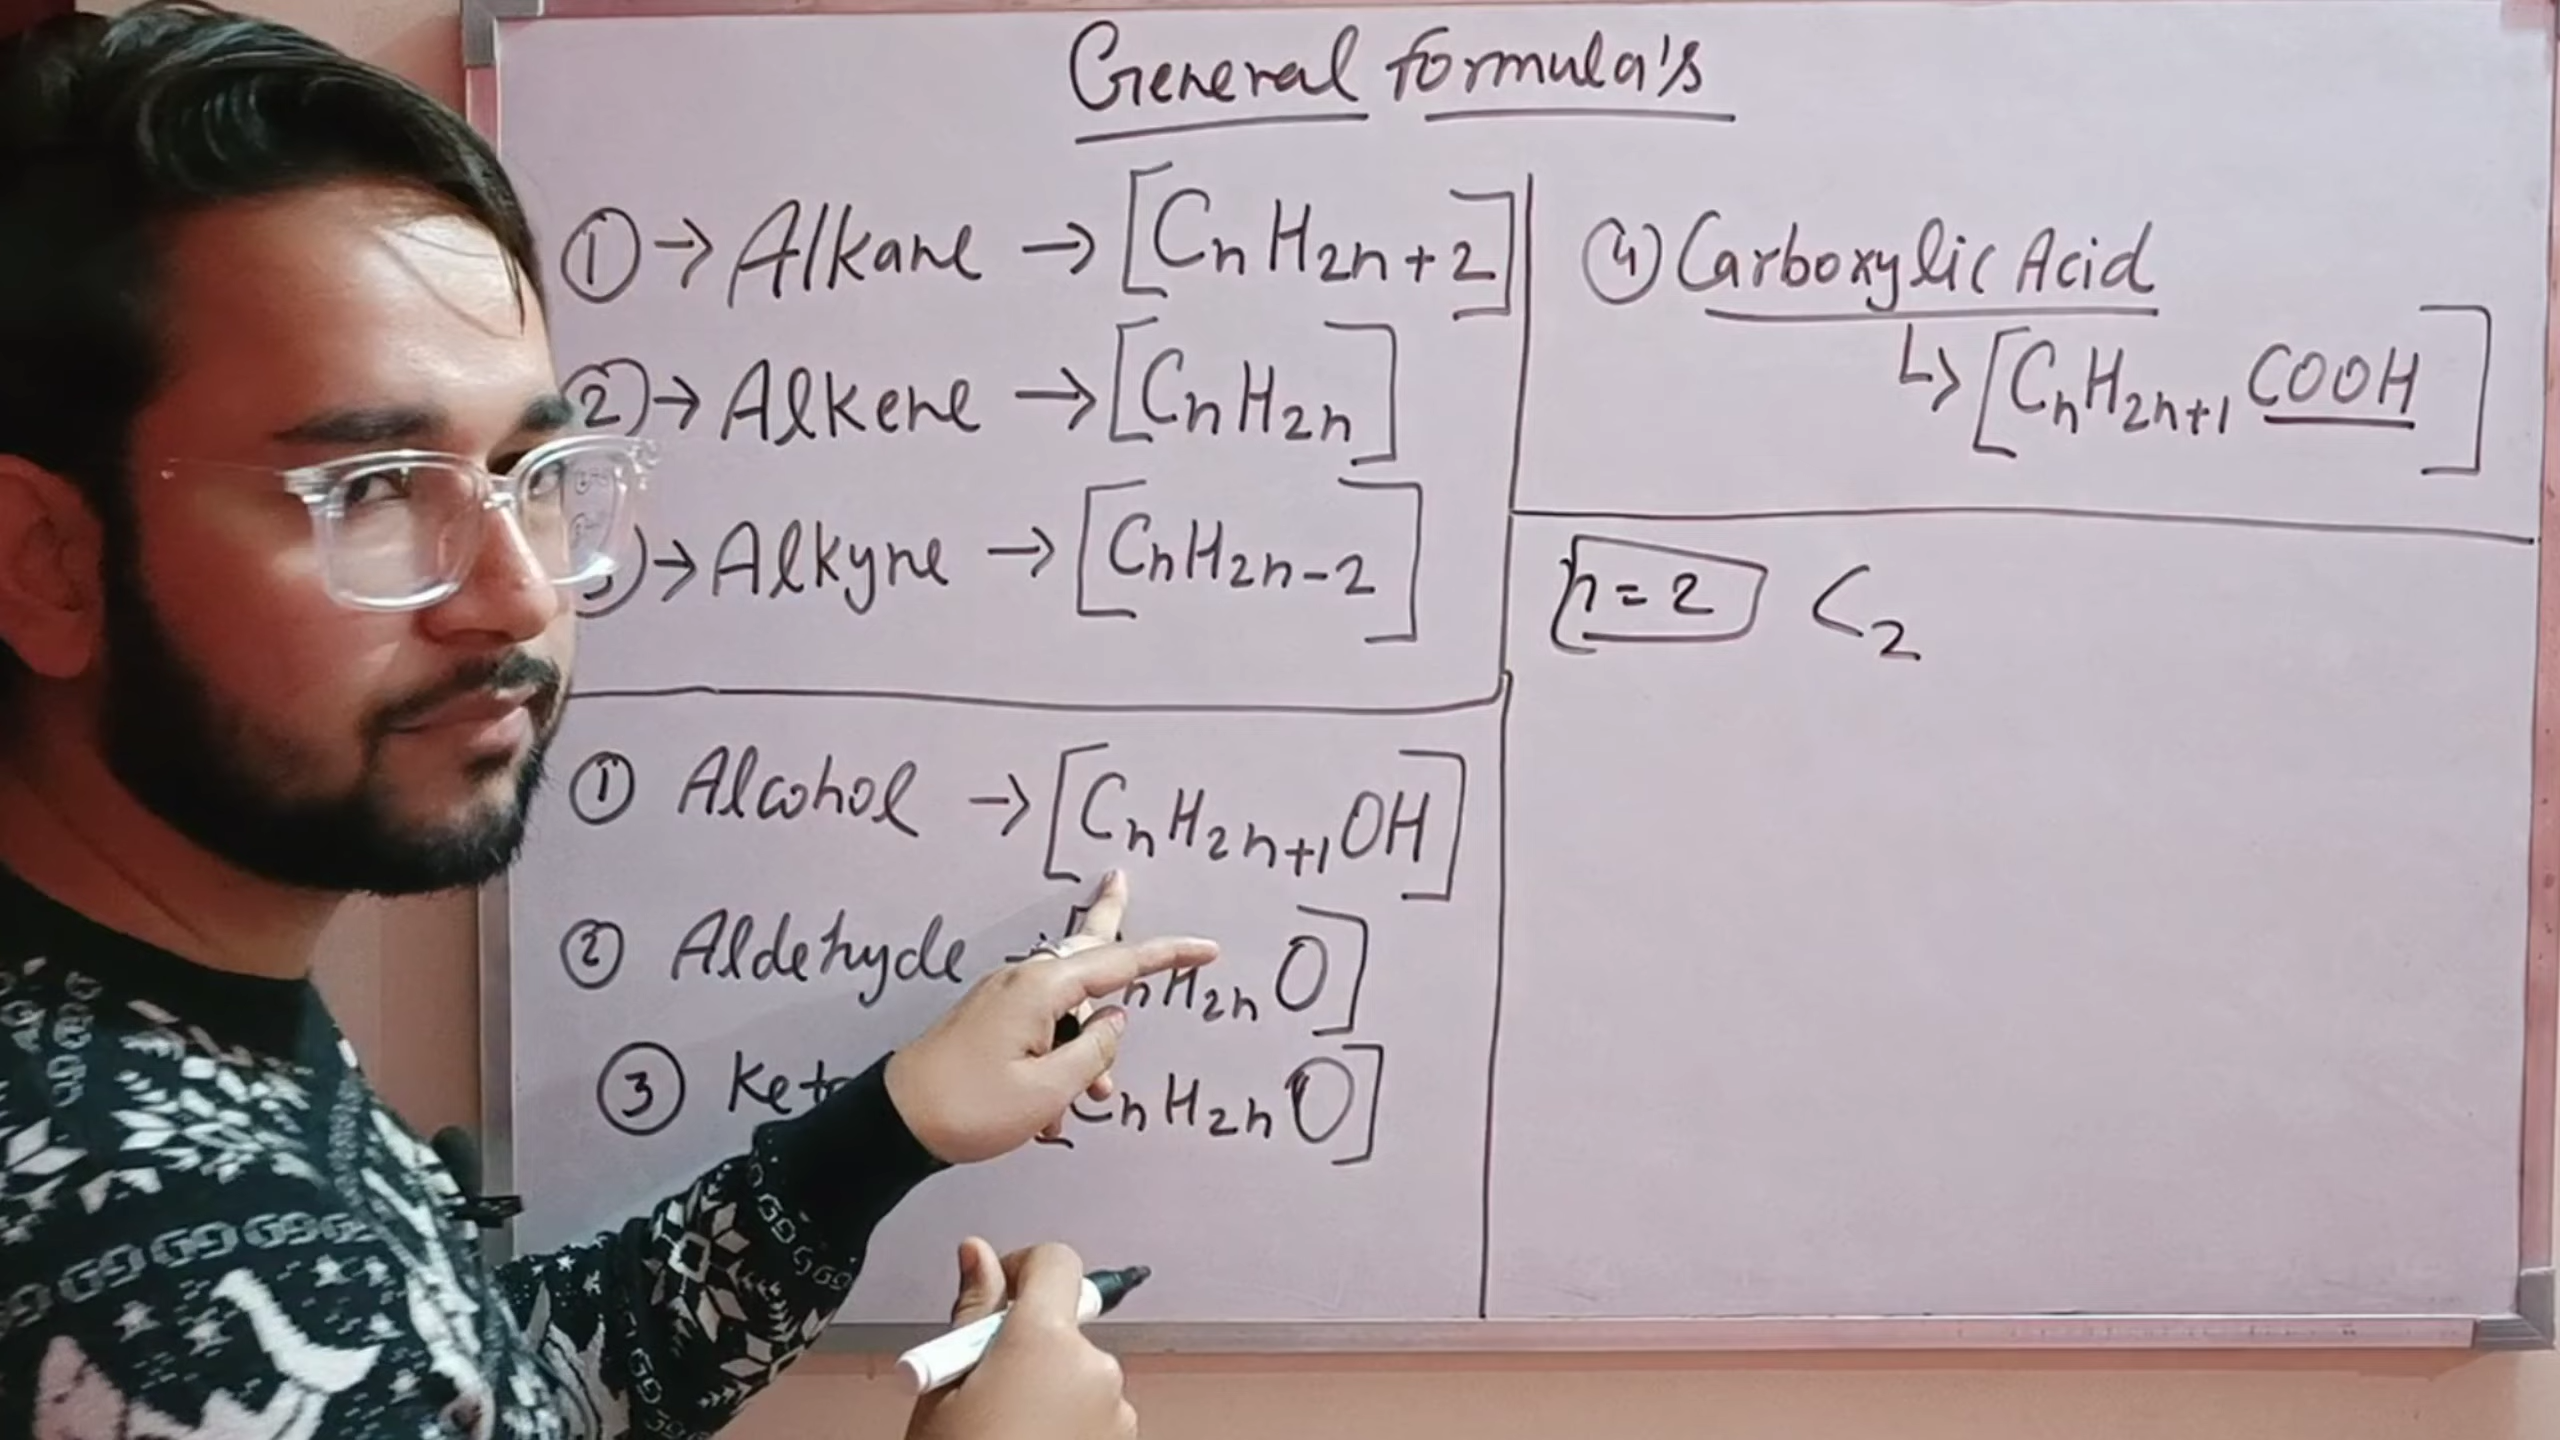 General formula's
① → Alkane → [CnH2n+2]
② → Alkene → [CnH2n]
→ Alkyne → [CnH2n-2]
① Alcohol → [CnH2n+1OH]
② Aldehyde nH2nO]
③ [CnH2nO]
④ Carboxylic Acid
↳ [CnH2n+1 COOH]
n=2 C2